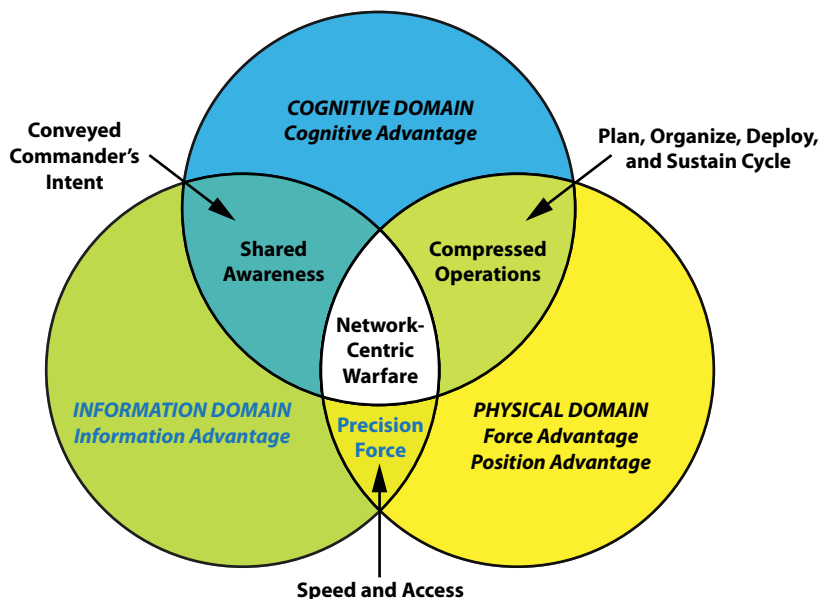 COGNITIVE DOMAIN
Cognitive Advantage
Conveyed
Commander's
Intent
Plan, Organize, Deploy,
and Sustain Cycle
Shared
Awareness
Compressed
Operations
Network-
Centric
Warfare
INFORMATION DOMAIN
Information Advantage
Precision
Force
PHYSICAL DOMAIN
Force Advantage
Position Advantage
Speed and Access